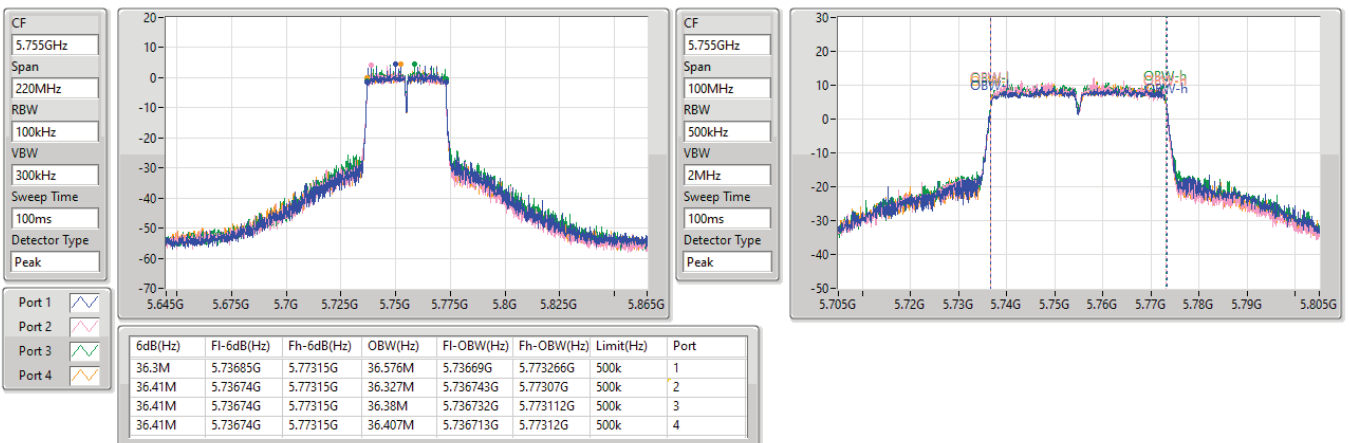 CF
5.755GHz
Span
220MHz
RBW
100kHz
VBW
300kHz
Sweep Time
100ms
Detector Type
Peak
20
10
0
-10
-20
-30
-40
-50
-60
-70
5.645G 5.675G 5.7G 5.725G 5.75G 5.775G 5.8G 5.825G 5.865G
CF
5.755GHz
Span
100MHz
RBW
500kHz
VBW
2MHz
Sweep Time
100ms
Detector Type
Peak
30
20
10
0
-10
-20
-30
-40
-50
OBW-l OBW-h
5.705G 5.72G 5.73G 5.74G 5.75G 5.76G 5.77G 5.78G 5.79G 5.805G
Port 1
Port 2
Port 3
Port 4
6dB(Hz) Fl-6dB(Hz) Fh-6dB(Hz) OBW(Hz) Fl-OBW(Hz) Fh-OBW(Hz) Limit(Hz) Port
36.3M 5.73685G 5.77315G 36.576M 5.73669G 5.773266G 500k 1
36.41M 5.73674G 5.77315G 36.327M 5.736743G 5.77307G 500k 2
36.41M 5.73674G 5.77315G 36.38M 5.736732G 5.773112G 500k 3
36.41M 5.73674G 5.77315G 36.407M 5.736713G 5.77312G 500k 4